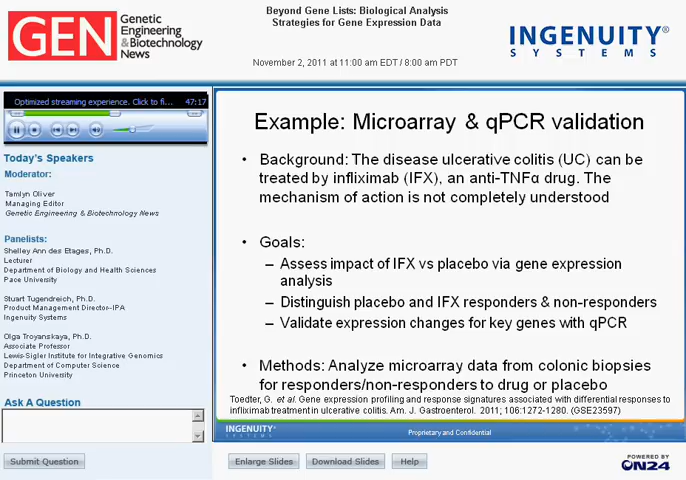 GEN
Genetic
Engineering
& Biotechnology
News
Beyond Gene Lists: Biological Analysis
Strategies for Gene Expression Data
November 2, 2011 at 11:00 am EDT / 8:00 am PDT
INGENUITY®
SYSTEMS
Optimized streaming experience. Click to fi...
47:17
Today's Speakers
Moderator:
Tamlyn Oliver
Managing Editor
Genetic Engineering & Biotechnology News
Panelists:
Shelley Ann des Etages, Ph.D.
Lecturer
Department of Biology and Health Sciences
Pace University
Stuart Tugendreich, Ph.D.
Product Management Director-IPA
Ingenuity Systems
Olga Troyanskaya, Ph.D.
Associate Professor
Lewis-Sigler Institute for Integrative Genomics
Department of Computer Science
Princeton University
Ask A Question
Submit Question
Example: Microarray & qPCR validation
• Background: The disease ulcerative colitis (UC) can be
treated by infliximab (IFX), an anti-TNFα drug. The
mechanism of action is not completely understood
• Goals:
– Assess impact of IFX vs placebo via gene expression
analysis
– Distinguish placebo and IFX responders & non-responders
– Validate expression changes for key genes with qPCR
• Methods: Analyze microarray data from colonic biopsies
for responders/non-responders to drug or placebo
Toedter, G. et al. Gene expression profiling and response signatures associated with differential responses to
infliximab treatment in ulcerative colitis. Am. J. Gastroenterol. 2011; 106:1272-1280. (GSE23597)
INGENUITY®
SYSTEMS
Proprietary and Confidential
Enlarge Slides
Download Slides
Help
POWERED BY
ON24